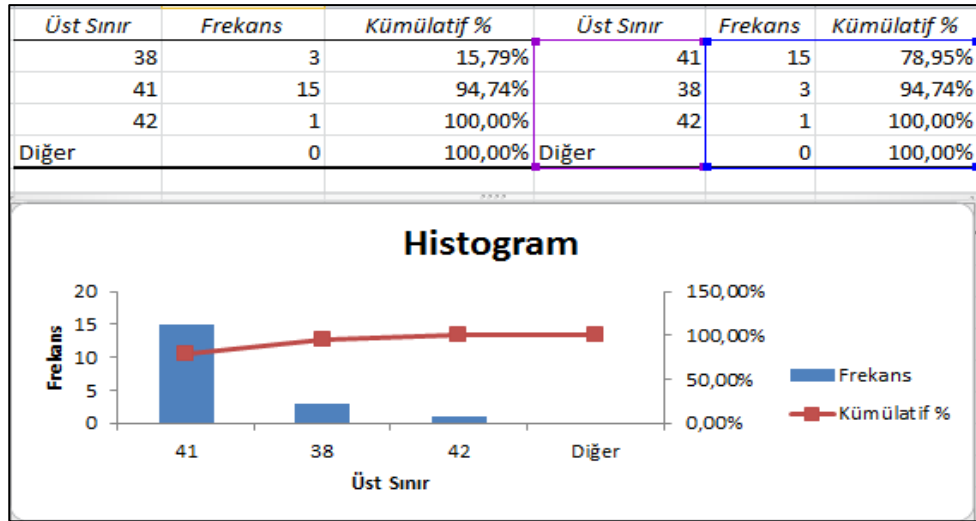 Üst Sınır Frekans Kümülatif % Üst Sınır Frekans Kümülatif %
38 3 15,79% 41 15 78,95%
41 15 94,74% 38 3 94,74%
42 1 100,00% 42 1 100,00%
Diğer 0 100,00% Diğer 0 100,00%
Histogram
20
15
10
5
0
Frekans
150,00%
100,00%
50,00%
0,00%
Frekans
Kümülatif %
41 38 42 Diğer
Üst Sınır